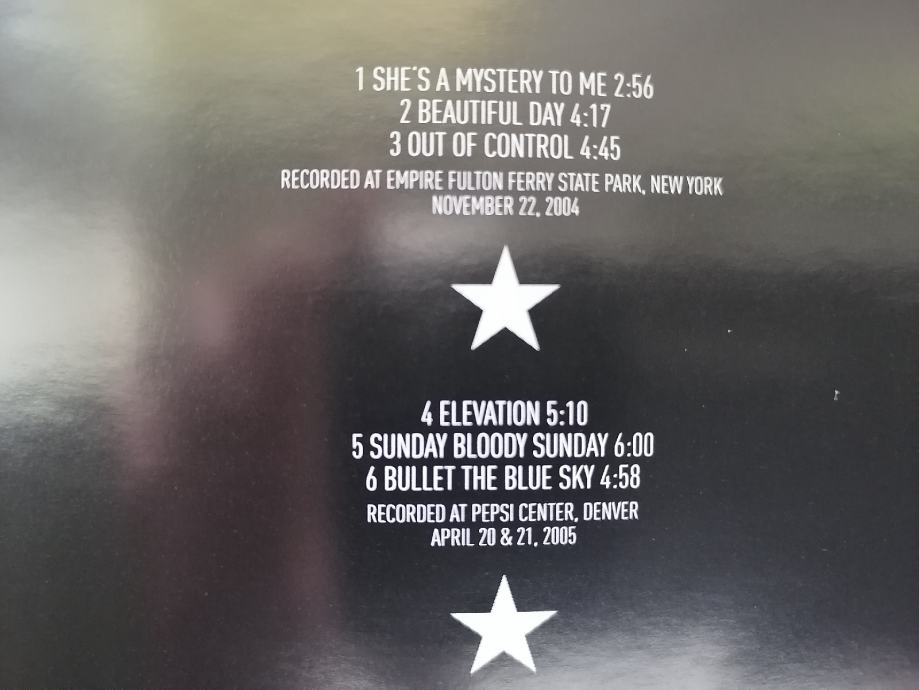 1 SHE'S A MYSTERY TO ME 2:56
2 BEAUTIFUL DAY 4:17
3 OUT OF CONTROL 4:45
RECORDED AT EMPIRE FULTON FERRY STATE PARK, NEW YORK
NOVEMBER 22, 2004
4 ELEVATION 5:10
5 SUNDAY BLOODY SUNDAY 6:00
6 BULLET THE BLUE SKY 4:58
RECORDED AT PEPSI CENTER, DENVER
APRIL 20 & 21, 2005